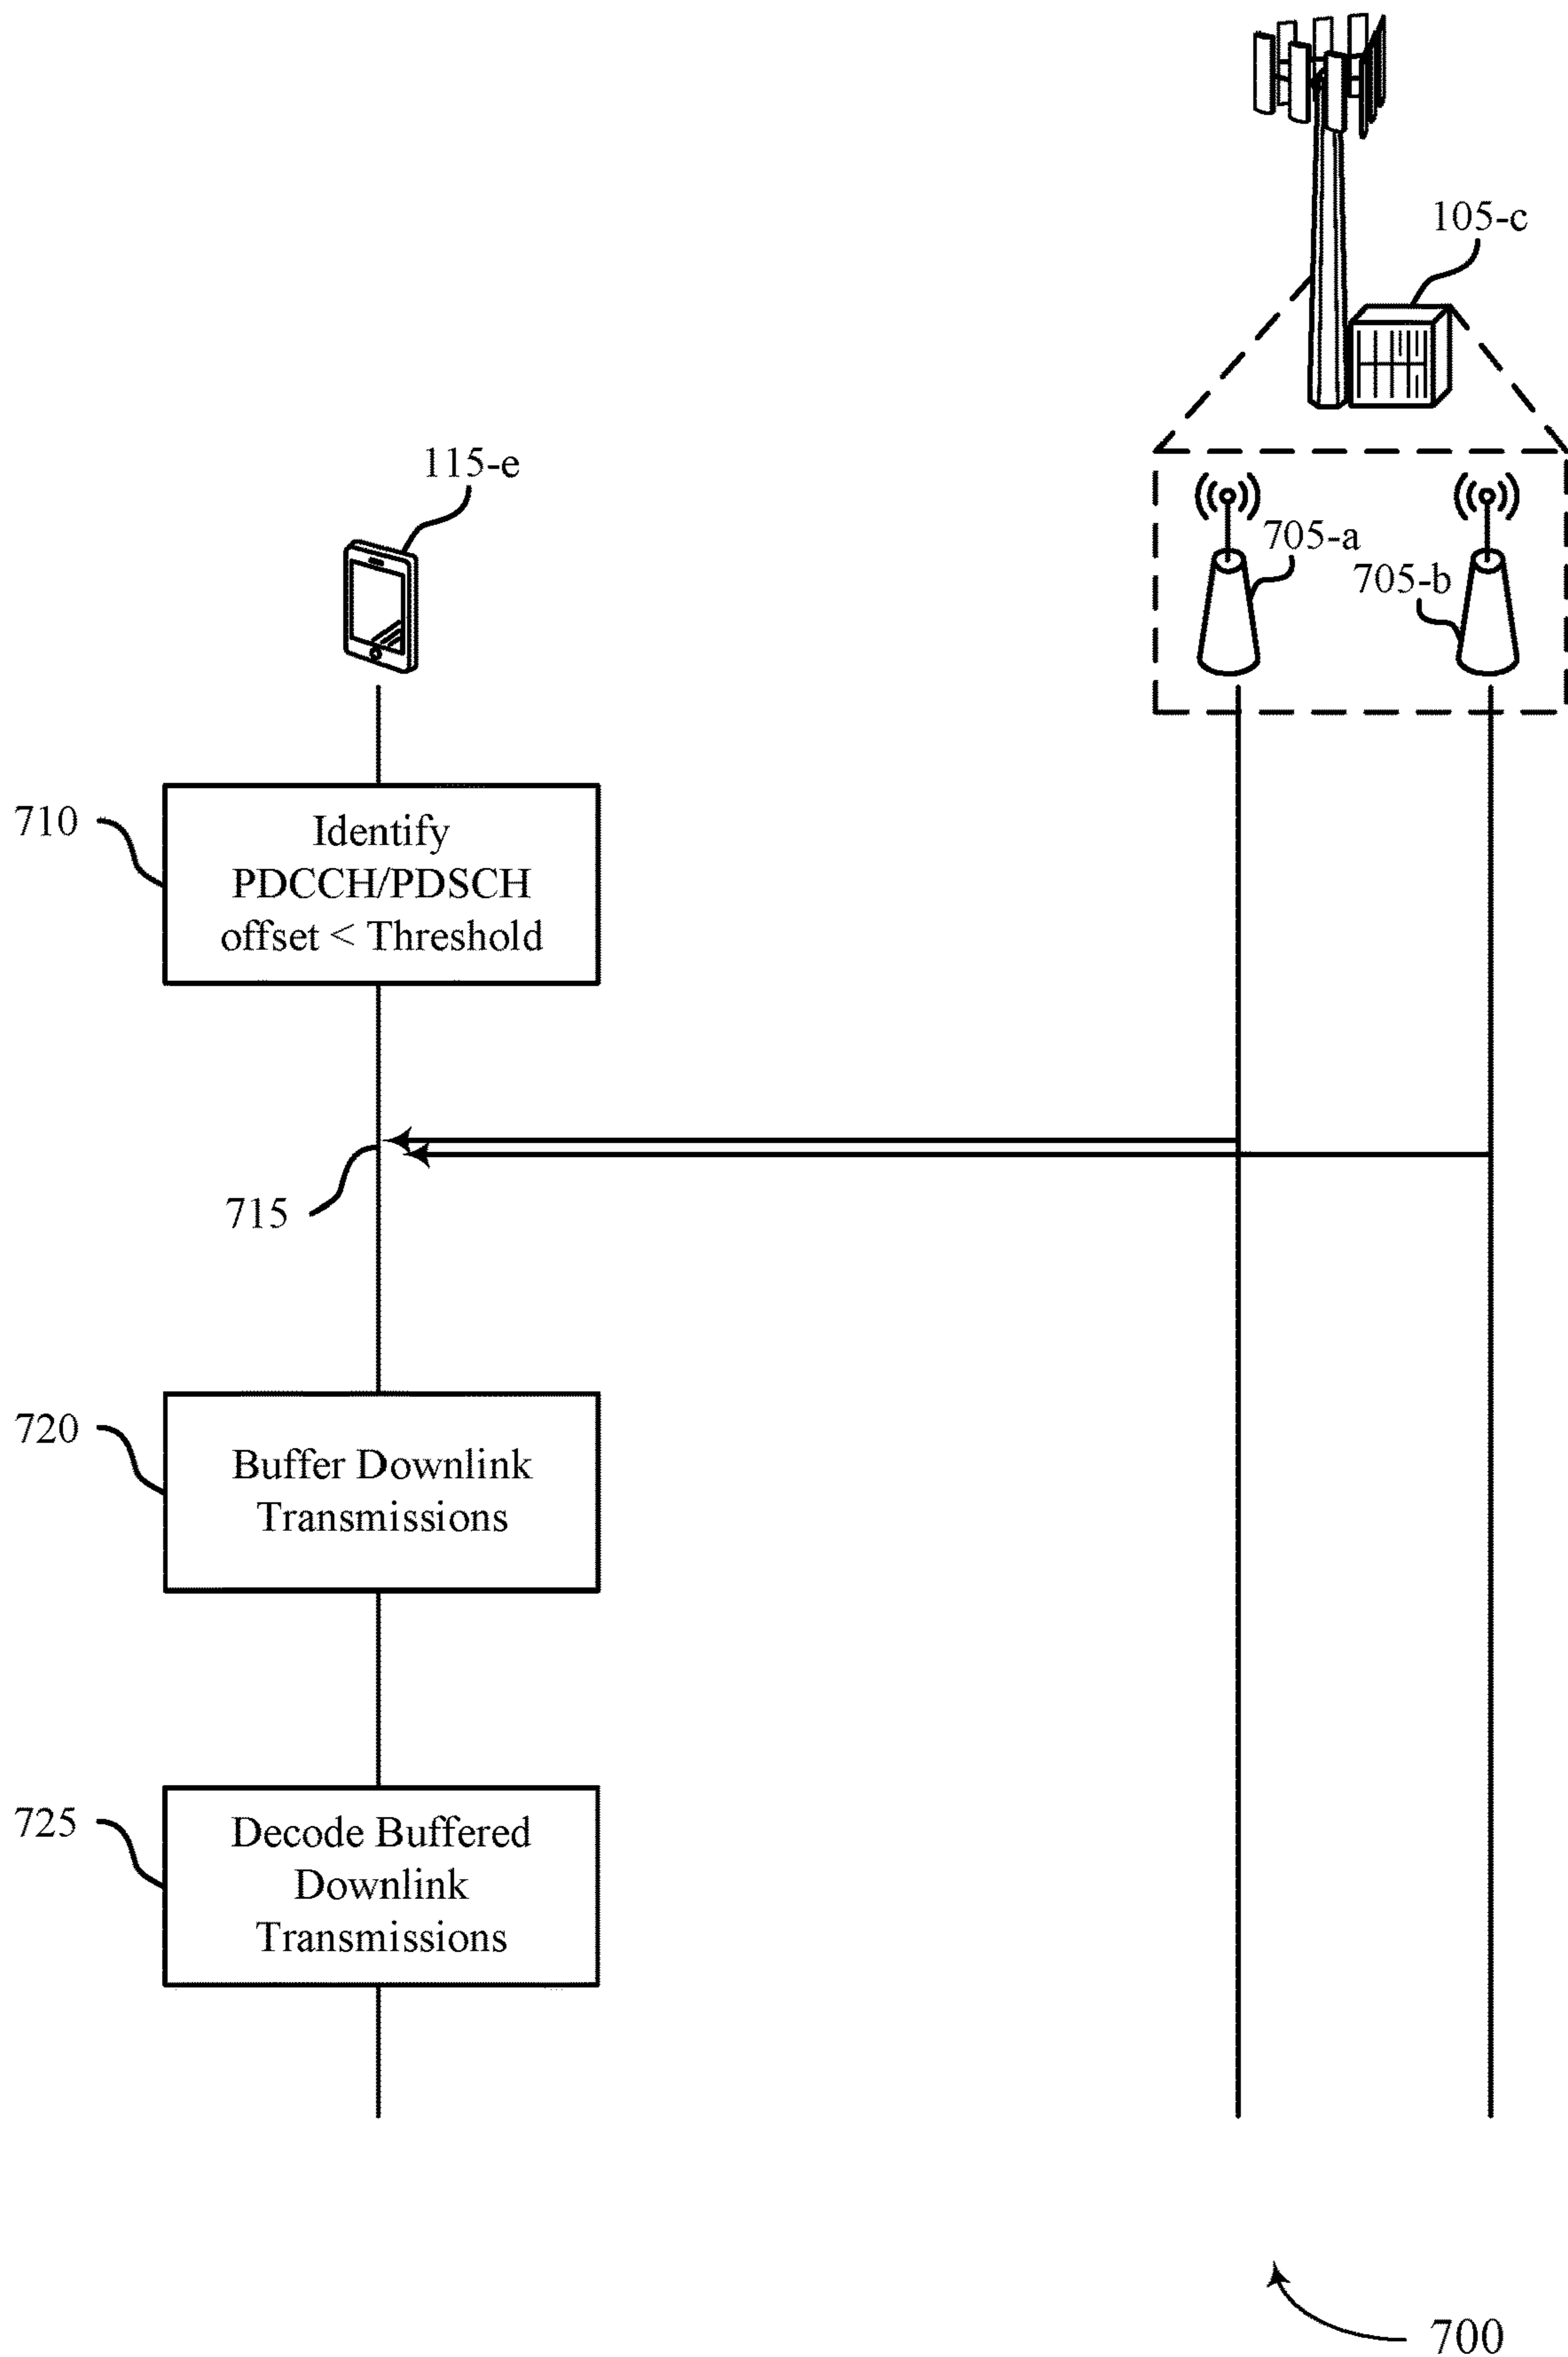 105-c
115-e
705-a
705-b
710
Identify
PDCCH/PDSCH
offset < Threshold
715
720
Buffer Downlink
Transmissions
725
Decode Buffered
Downlink
Transmissions
700